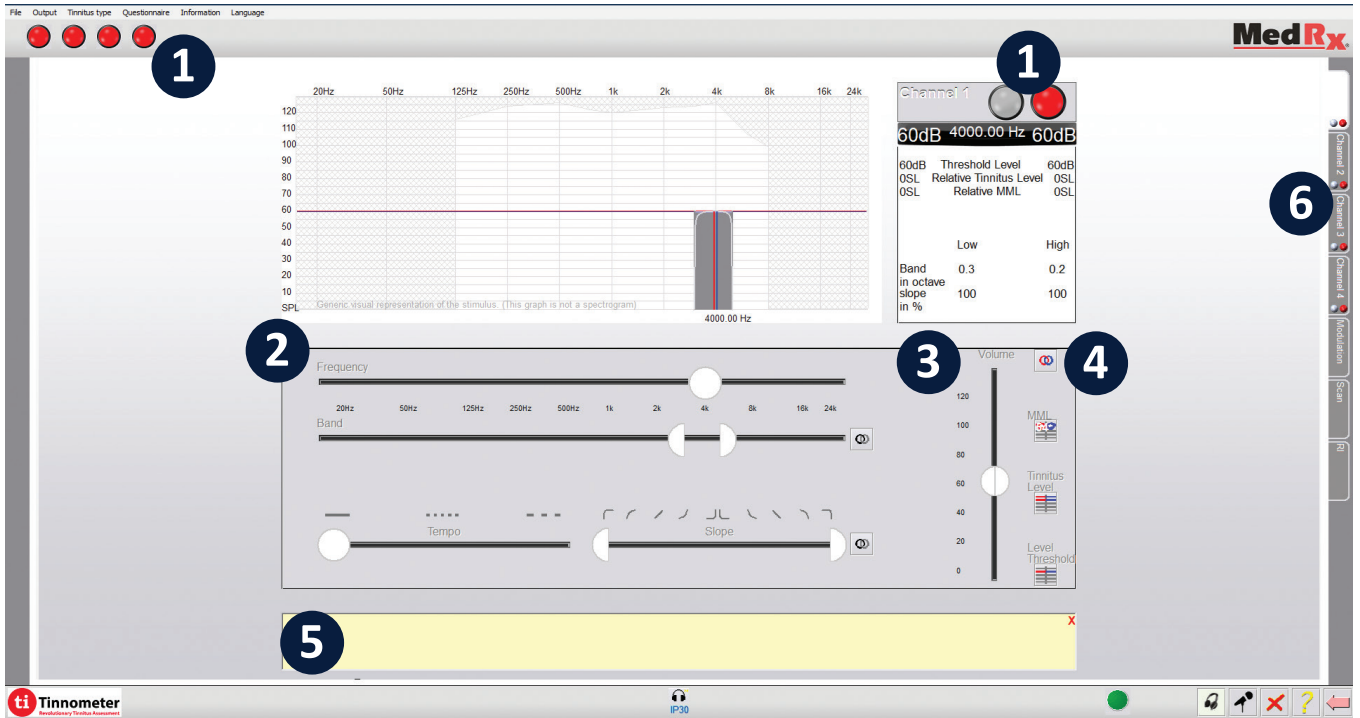 File Output Tinnitus type Questionnaire Information Language
1
1
MedRx
20Hz 50Hz 125Hz 250Hz 500Hz 1k 2k 4k 8k 16k 24k
120
110
100
90
80
70
60
50
40
30
20
10
SPL
Generic visual representation of the stimulus. (This graph is not a spectrogram)
4000.00 Hz
Channel 1
60dB 4000.00 Hz 60dB
60dB Threshold Level 60dB
0SL Relative Tinnitus Level 0SL
0SL Relative MML 0SL
Low High
Band 0.3 0.2
in octave
slope 100 100
in %
Channel 2
6
Channel 3
Channel 4
Modulation
Scan
RI
2
Frequency
20Hz 50Hz 125Hz 250Hz 500Hz 1k 2k 4k 8k 16k 24k
Band
Tempo
Slope
3
Volume
4
120
100
80
60
40
20
0
MML
Tinnitus
Level
Level
Threshold
5
X
ti Tinnometer
Revolutionary Tinnitus Assessment
IP30
?